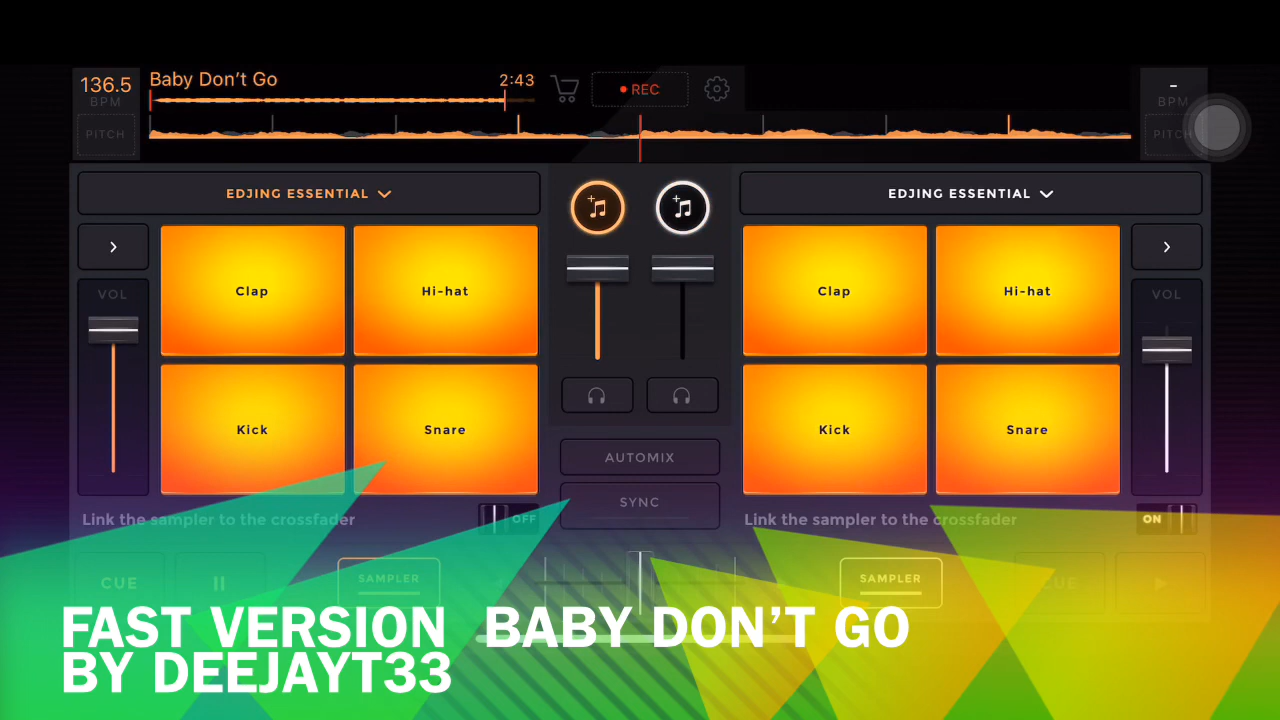 136.5
BPM
PITCH
Baby Don't Go
2:43
REC
-
BPM
PITCH
EDJING ESSENTIAL
EDJING ESSENTIAL
VOL
Clap
Hi-hat
Kick
Snare
Clap
Hi-hat
Kick
Snare
VOL
AUTOMIX
SYNC
Link the sampler to the crossfader
OFF
Link the sampler to the crossfader
ON
CUE
SAMPLER
SAMPLER
CUE
FAST VERSION BABY DON'T GO
BY DEEJAYT33